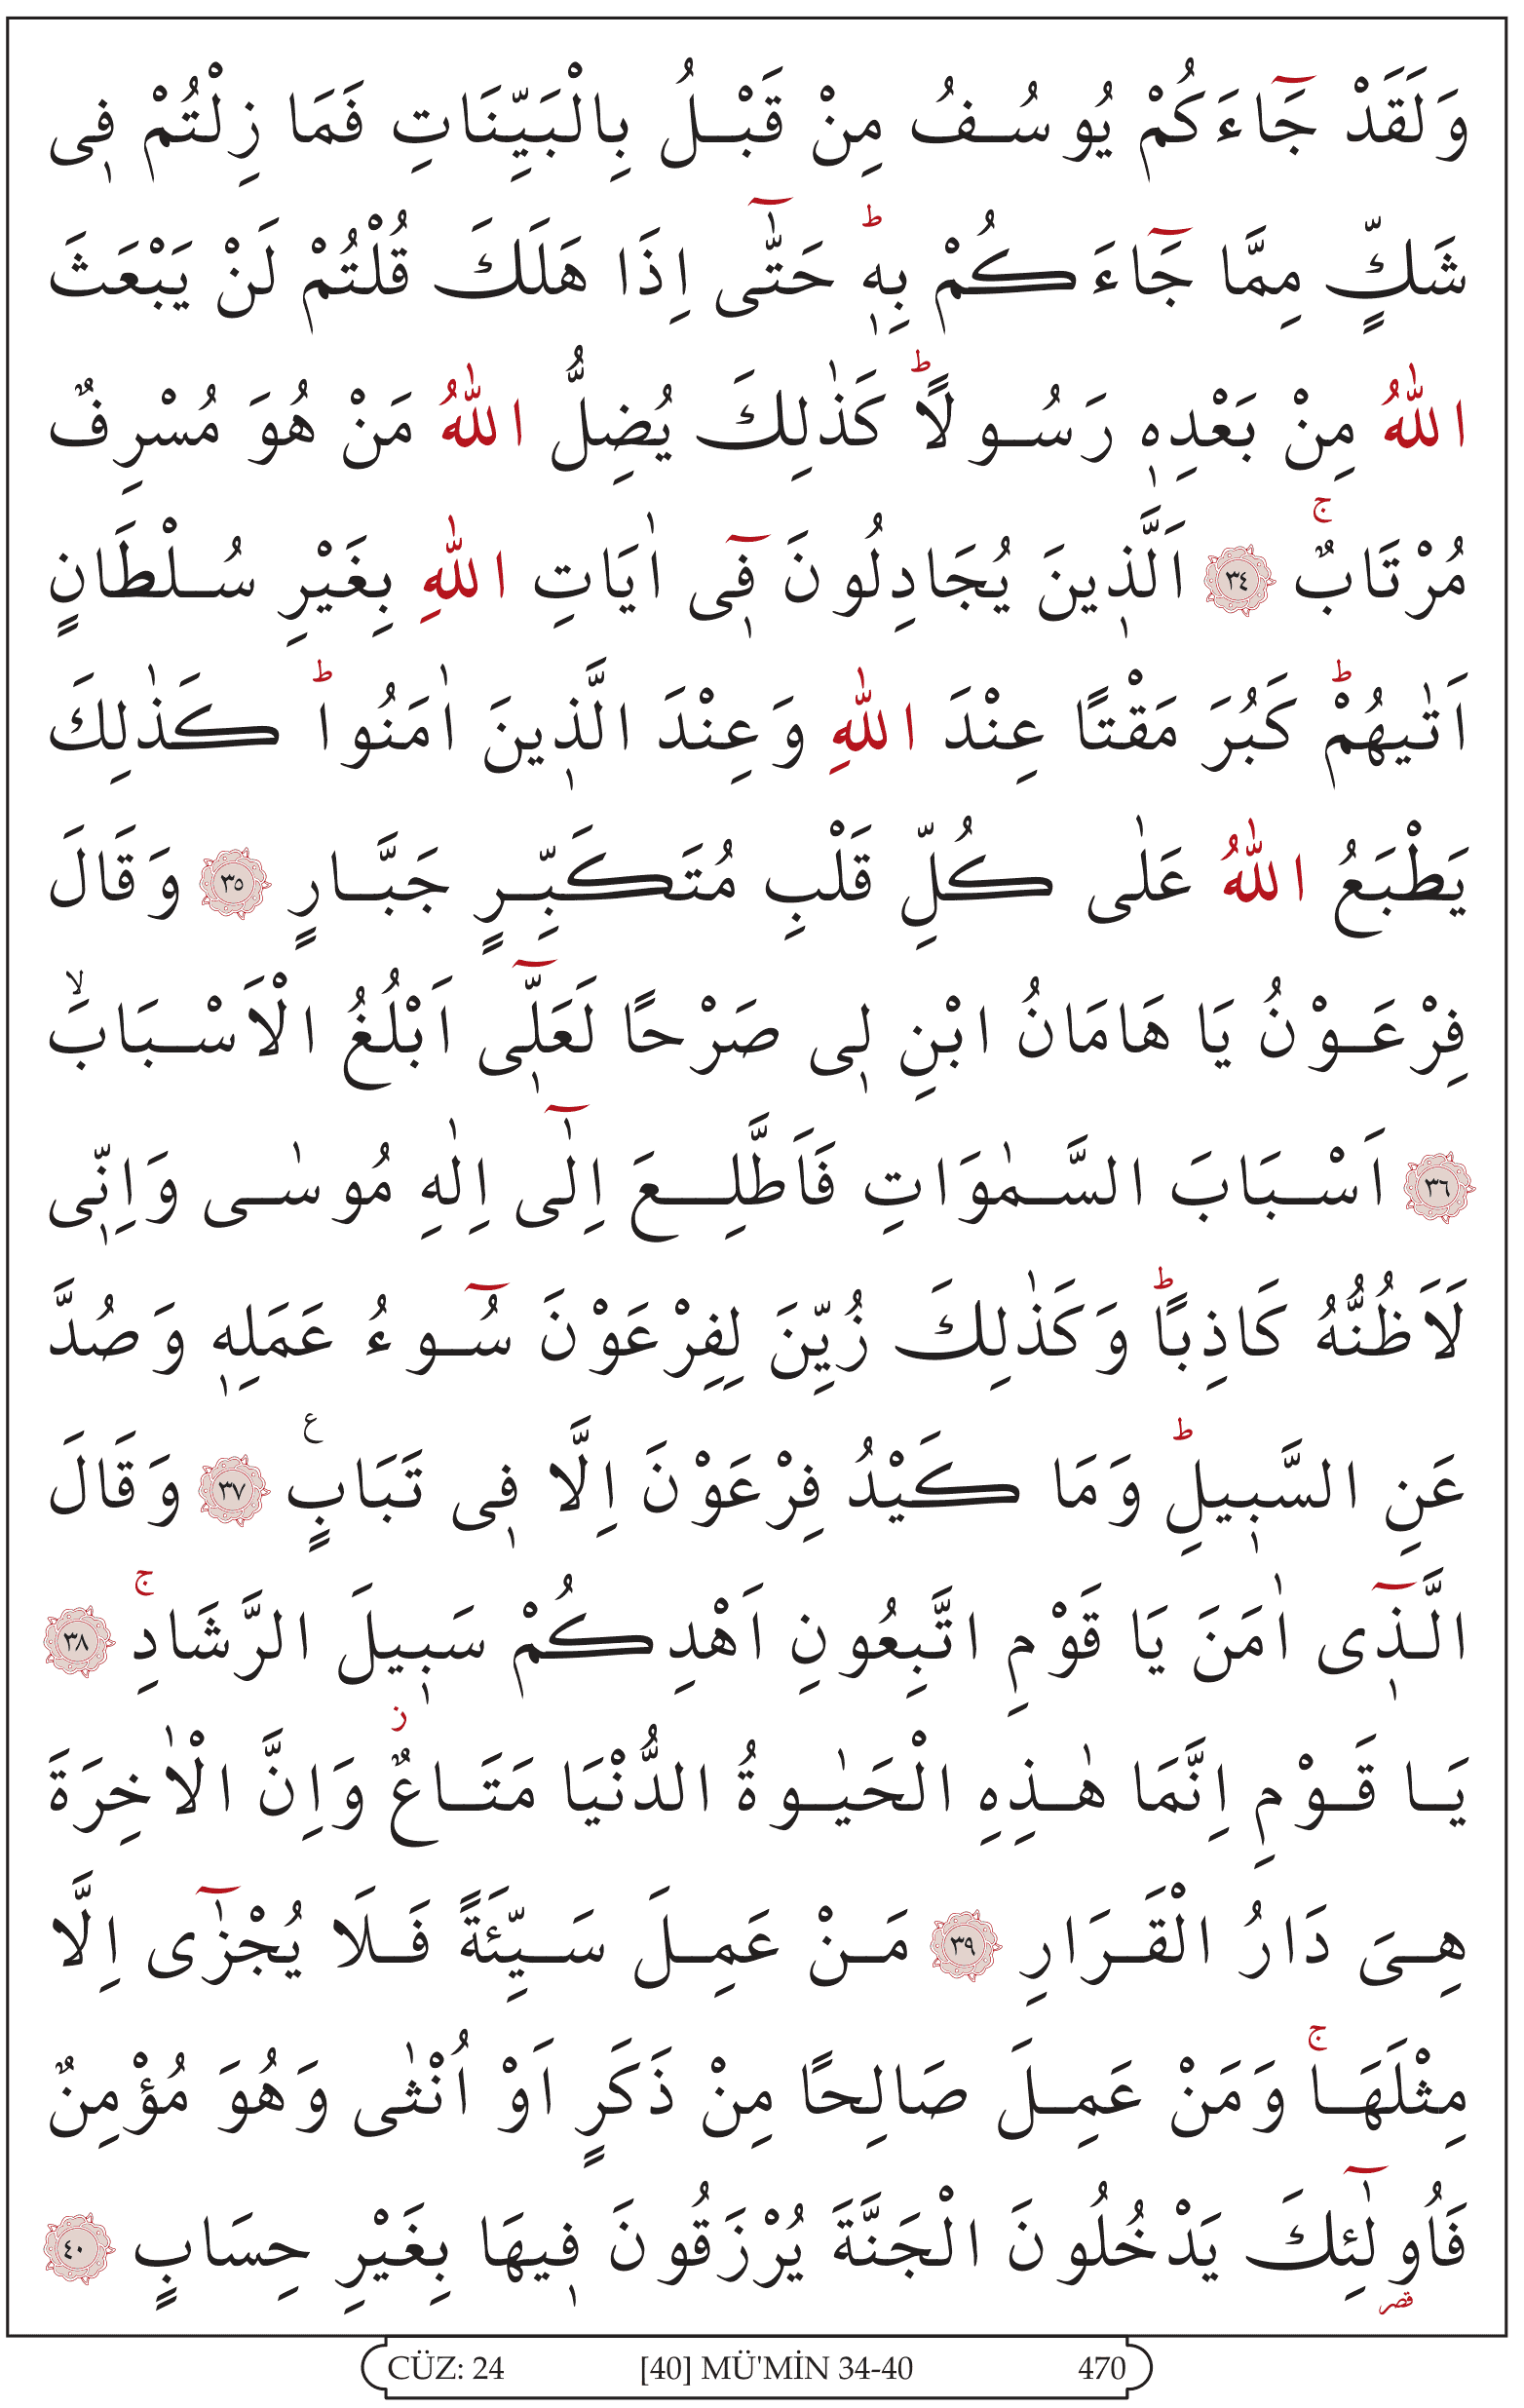 وَلَقَدْ جَٓاءَكُمْ يُوسُفُ مِنْ قَبْلُ بِالْبَيِّنَاتِ فَمَا زِلْتُمْ فٖى
شَكٍّ مِمَّا جَٓاءَكُمْ بِهٖؕ حَتّٰٓى اِذَا هَلَكَ قُلْتُمْ لَنْ يَبْعَثَ
اللّٰهُ مِنْ بَعْدِهٖ رَسُولًاؕ كَذٰلِكَ يُضِلُّ اللّٰهُ مَنْ هُوَ مُسْرِفٌ
مُرْتَابٌۚ ﴿٣٤﴾ اَلَّذٖينَ يُجَادِلُونَ فٖٓى اٰيَاتِ اللّٰهِ بِغَيْرِ سُلْطَانٍ
اَتٰيهُمْؕ كَبُرَ مَقْتًا عِنْدَ اللّٰهِ وَعِنْدَ الَّذٖينَ اٰمَنُواؕ كَذٰلِكَ
يَطْبَعُ اللّٰهُ عَلٰى كُلِّ قَلْبِ مُتَكَبِّرٍ جَبَّارٍ ﴿٣٥﴾ وَقَالَ
فِرْعَوْنُ يَا هَامَانُ ابْنِ لٖى صَرْحًا لَعَلّٖٓى اَبْلُغُ الْاَسْبَابَۙ
﴿٣٦﴾ اَسْبَابَ السَّمٰوَاتِ فَاَطَّلِعَ اِلٰٓى اِلٰهِ مُوسٰى وَاِنّٖى
لَاَظُنُّهُ كَاذِبًاؕ وَكَذٰلِكَ زُيِّنَ لِفِرْعَوْنَ سُٓوءُ عَمَلِهٖ وَصُدَّ
عَنِ السَّبٖيلِؕ وَمَا كَيْدُ فِرْعَوْنَ اِلَّا فٖى تَبَابٍࣖ ﴿٣٧﴾ وَقَالَ
الَّذٖٓى اٰمَنَ يَا قَوْمِ اتَّبِعُونِ اَهْدِكُمْ سَبٖيلَ الرَّشَادِۚ ﴿٣٨﴾
يَا قَوْمِ اِنَّمَا هٰذِهِ الْحَيٰوةُ الدُّنْيَا مَتَاعٌؗ وَاِنَّ الْاٰخِرَةَ
هِىَ دَارُ الْقَرَارِ ﴿٣٩﴾ مَنْ عَمِلَ سَيِّئَةً فَلَا يُجْزٰٓى اِلَّا
مِثْلَهَاۚ وَمَنْ عَمِلَ صَالِحًا مِنْ ذَكَرٍ اَوْ اُنْثٰى وَهُوَ مُؤْمِنٌ
فَاُولٰٓئِكَ يَدْخُلُونَ الْجَنَّةَ يُرْزَقُونَ فٖيهَا بِغَيْرِ حِسَابٍ ﴿٤٠﴾
قصر
CÜZ: 24 [40] MÜ'MİN 34-40 470